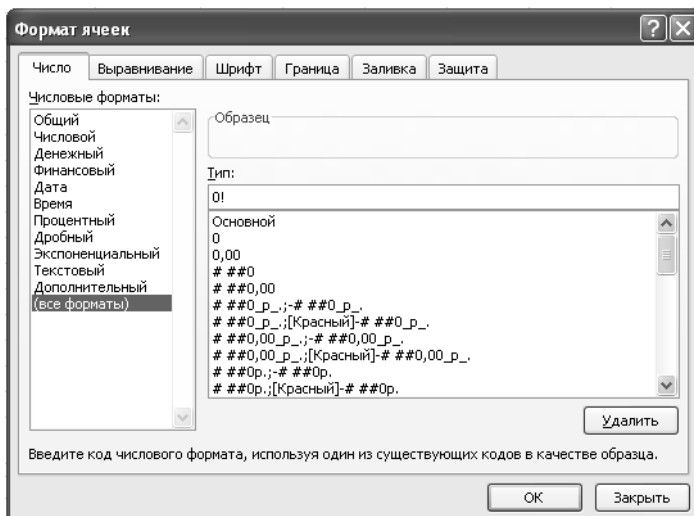 Формат ячеек
Число
Выравнивание
Шрифт
Граница
Заливка
Защита
Числовые форматы:
Общий
Числовой
Денежный
Финансовый
Дата
Время
Процентный
Дробный
Экспоненциальный
Текстовый
Дополнительный
(все форматы)
Образец
Тип:
0!
Основной
0
0,00
# ##0
# ##0,00
# ##0_р_.;-# ##0_р_.
# ##0_р_.;[Красный]-# ##0_р_.
# ##0,00_р_.;-# ##0,00_р_.
# ##0,00_р_.;[Красный]-# ##0,00_р_.
# ##0р.;-# ##0р.
# ##0р.;[Красный]-# ##0р.
Удалить
Введите код числового формата, используя один из существующих кодов в качестве образца.
ОК
Закрыть